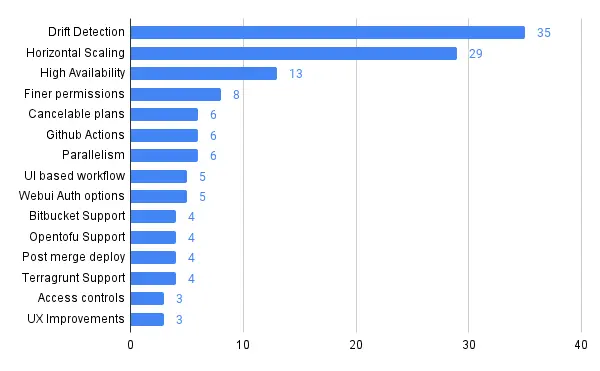 Drift Detection 35
Horizontal Scaling 29
High Availability 13
Finer permissions 8
Cancelable plans 6
Github Actions 6
Parallelism 6
UI based workflow 5
Webui Auth options 5
Bitbucket Support 4
Opentofu Support 4
Post merge deploy 4
Terragrunt Support 4
Access controls 3
UX Improvements 3
0 10 20 30 40